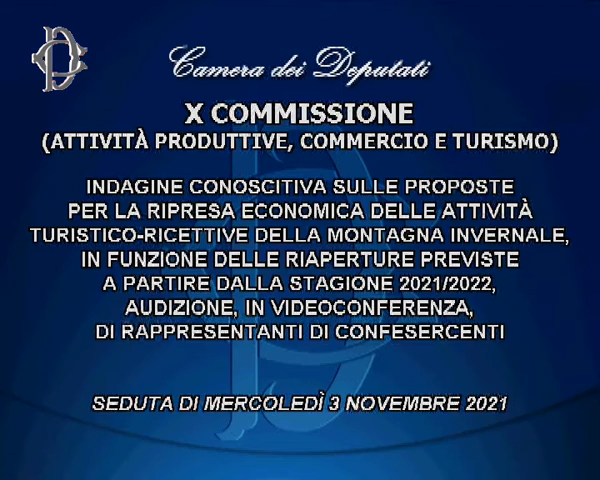 Camera dei Deputati
X COMMISSIONE
(ATTIVITÀ PRODUTTIVE, COMMERCIO E TURISMO)
INDAGINE CONOSCITIVA SULLE PROPOSTE
PER LA RIPRESA ECONOMICA DELLE ATTIVITÀ
TURISTICO-RICETTIVE DELLA MONTAGNA INVERNALE,
IN FUNZIONE DELLE RIAPERTURE PREVISTE
A PARTIRE DALLA STAGIONE 2021/2022,
AUDIZIONE, IN VIDEOCONFERENZA,
DI RAPPRESENTANTI DI CONFESERCENTI
SEDUTA DI MERCOLEDÌ 3 NOVEMBRE 2021